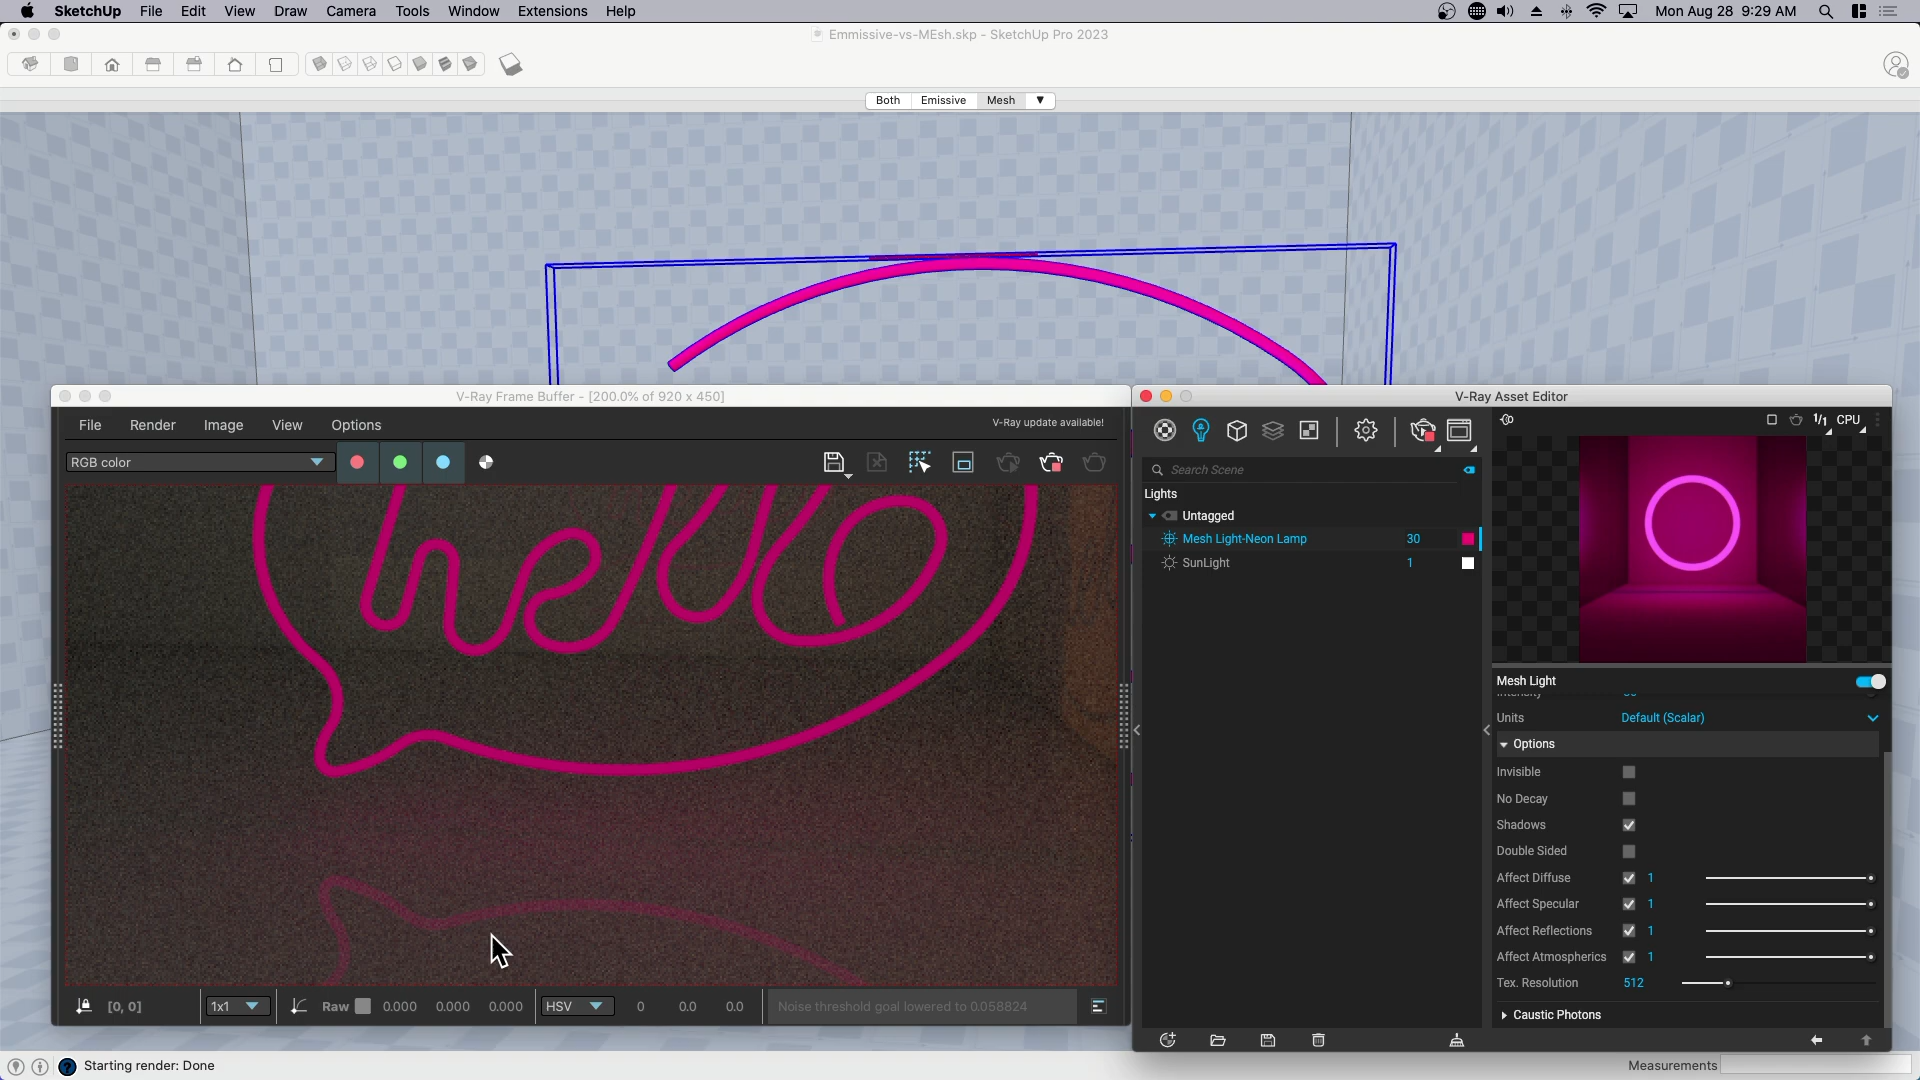 SketchUp File Edit View Draw Camera Tools Window Extensions Help Mon Aug 28 9:29 AM
Emmissive-vs-MEsh.skp - SketchUp Pro 2023
Both Emissive Mesh
V-Ray Frame Buffer - [200.0% of 920 x 450]
File Render Image View Options V-Ray update available!
RGB color
hello
[0, 0] 1x1 Raw 0.000 0.000 0.000 HSV 0 0.0 0.0 Noise threshold goal lowered to 0.058824
V-Ray Asset Editor
1/1 CPU
Search Scene
Lights
Untagged
Mesh Light-Neon Lamp 30
SunLight 1
Mesh Light
Units Default (Scalar)
Options
Invisible
No Decay
Shadows
Double Sided
Affect Diffuse 1
Affect Specular 1
Affect Reflections 1
Affect Atmospherics 1
Tex. Resolution 512
Caustic Photons
Starting render: Done
Measurements